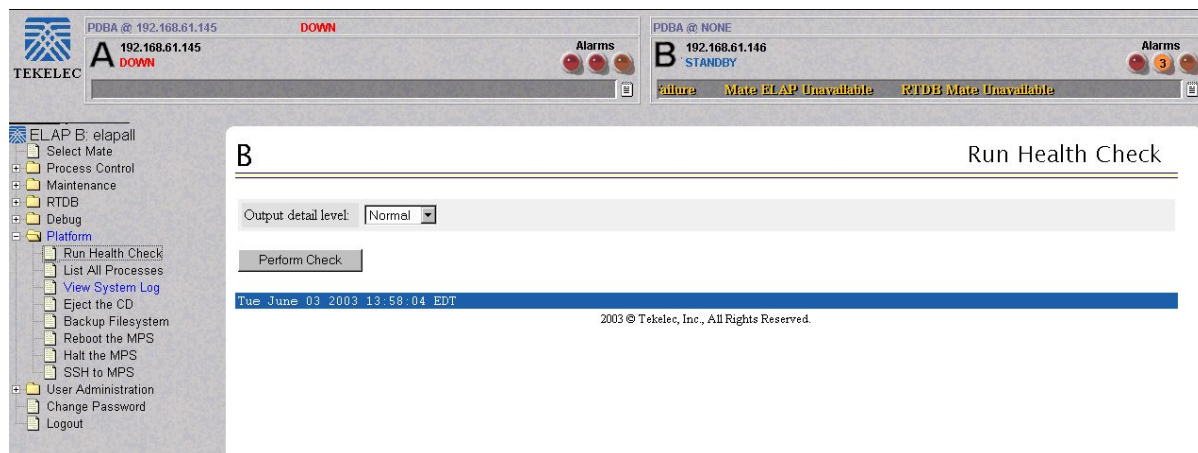 TEKELEC
PDBA @ 192.168.61.145 DOWN
A 192.168.61.145
DOWN
Alarms
PDBA @ NONE
B 192.168.61.146
STANDBY
Alarms
3
Mate ELAP Unavailable RTDB Mate Unavailable
ELAP B: elapall
Select Mate
Process Control
Maintenance
RTDB
Debug
Platform
Run Health Check
List All Processes
View System Log
Eject the CD
Backup Filesystem
Reboot the MPS
Halt the MPS
SSH to MPS
User Administration
Change Password
Logout
B Run Health Check
Output detail level: Normal
Perform Check
Tue June 03 2003 13:58:04 EDT
2003 © Tekelec, Inc., All Rights Reserved.